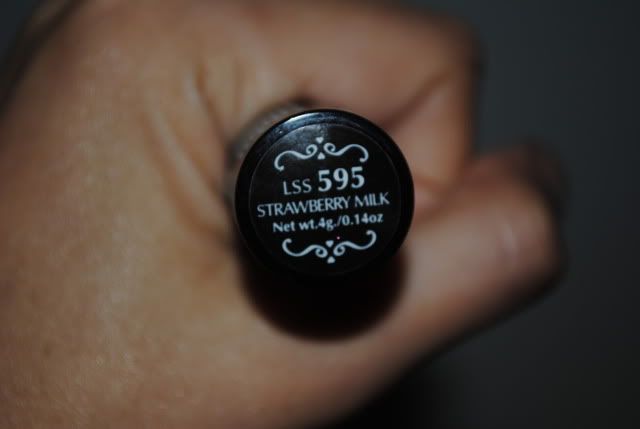 LSS 595
STRAWBERRY MILK
Net wt.4g./0.14oz